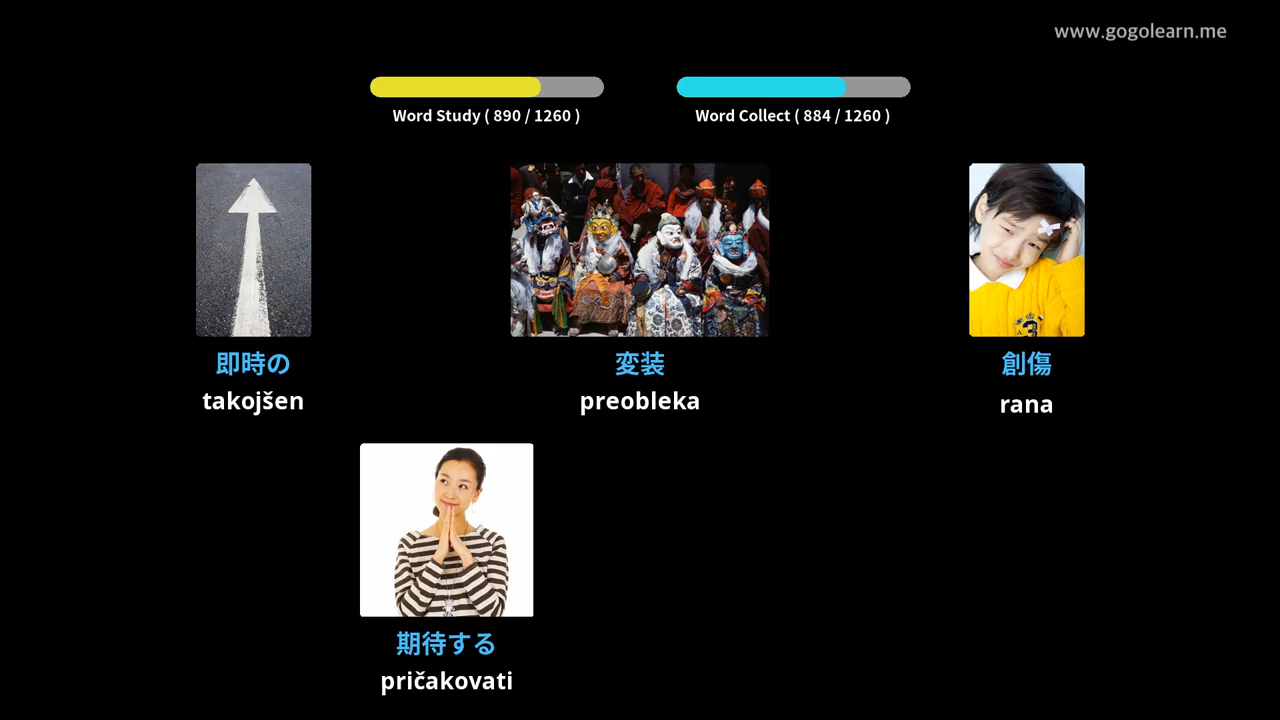 www.gogolearn.me
Word Study ( 890 / 1260 )
Word Collect ( 884 / 1260 )
即時の
takojšen
変装
preobleka
創傷
rana
期待する
pričakovati